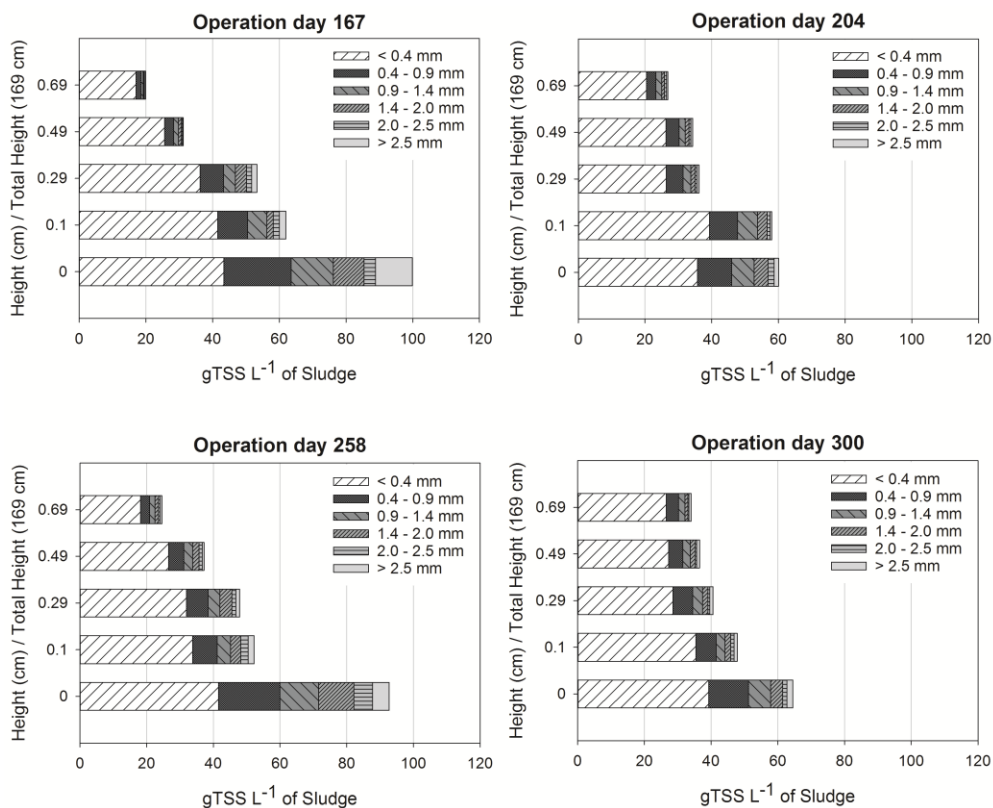 Operation day 167
Height (cm) / Total Height (169 cm)
0.69
0.49
0.29
0.1
0
< 0.4 mm
0.4 - 0.9 mm
0.9 - 1.4 mm
1.4 - 2.0 mm
2.0 - 2.5 mm
> 2.5 mm
0 20 40 60 80 100 120
gTSS L-1 of Sludge
Operation day 204
Height (cm) / Total Height (169 cm)
0.69
0.49
0.29
0.1
0
< 0.4 mm
0.4 - 0.9 mm
0.9 - 1.4 mm
1.4 - 2.0 mm
2.0 - 2.5 mm
> 2.5 mm
0 20 40 60 80 100 120
gTSS L-1 of Sludge
Operation day 258
Height (cm) / Total Height (169 cm)
0.69
0.49
0.29
0.1
0
< 0.4 mm
0.4 - 0.9 mm
0.9 - 1.4 mm
1.4 - 2.0 mm
2.0 - 2.5 mm
> 2.5 mm
0 20 40 60 80 100 120
gTSS L-1 of Sludge
Operation day 300
Height (cm) / Total Height (169 cm)
0.69
0.49
0.29
0.1
0
< 0.4 mm
0.4 - 0.9 mm
0.9 - 1.4 mm
1.4 - 2.0 mm
2.0 - 2.5 mm
> 2.5 mm
0 20 40 60 80 100 120
gTSS L-1 of Sludge